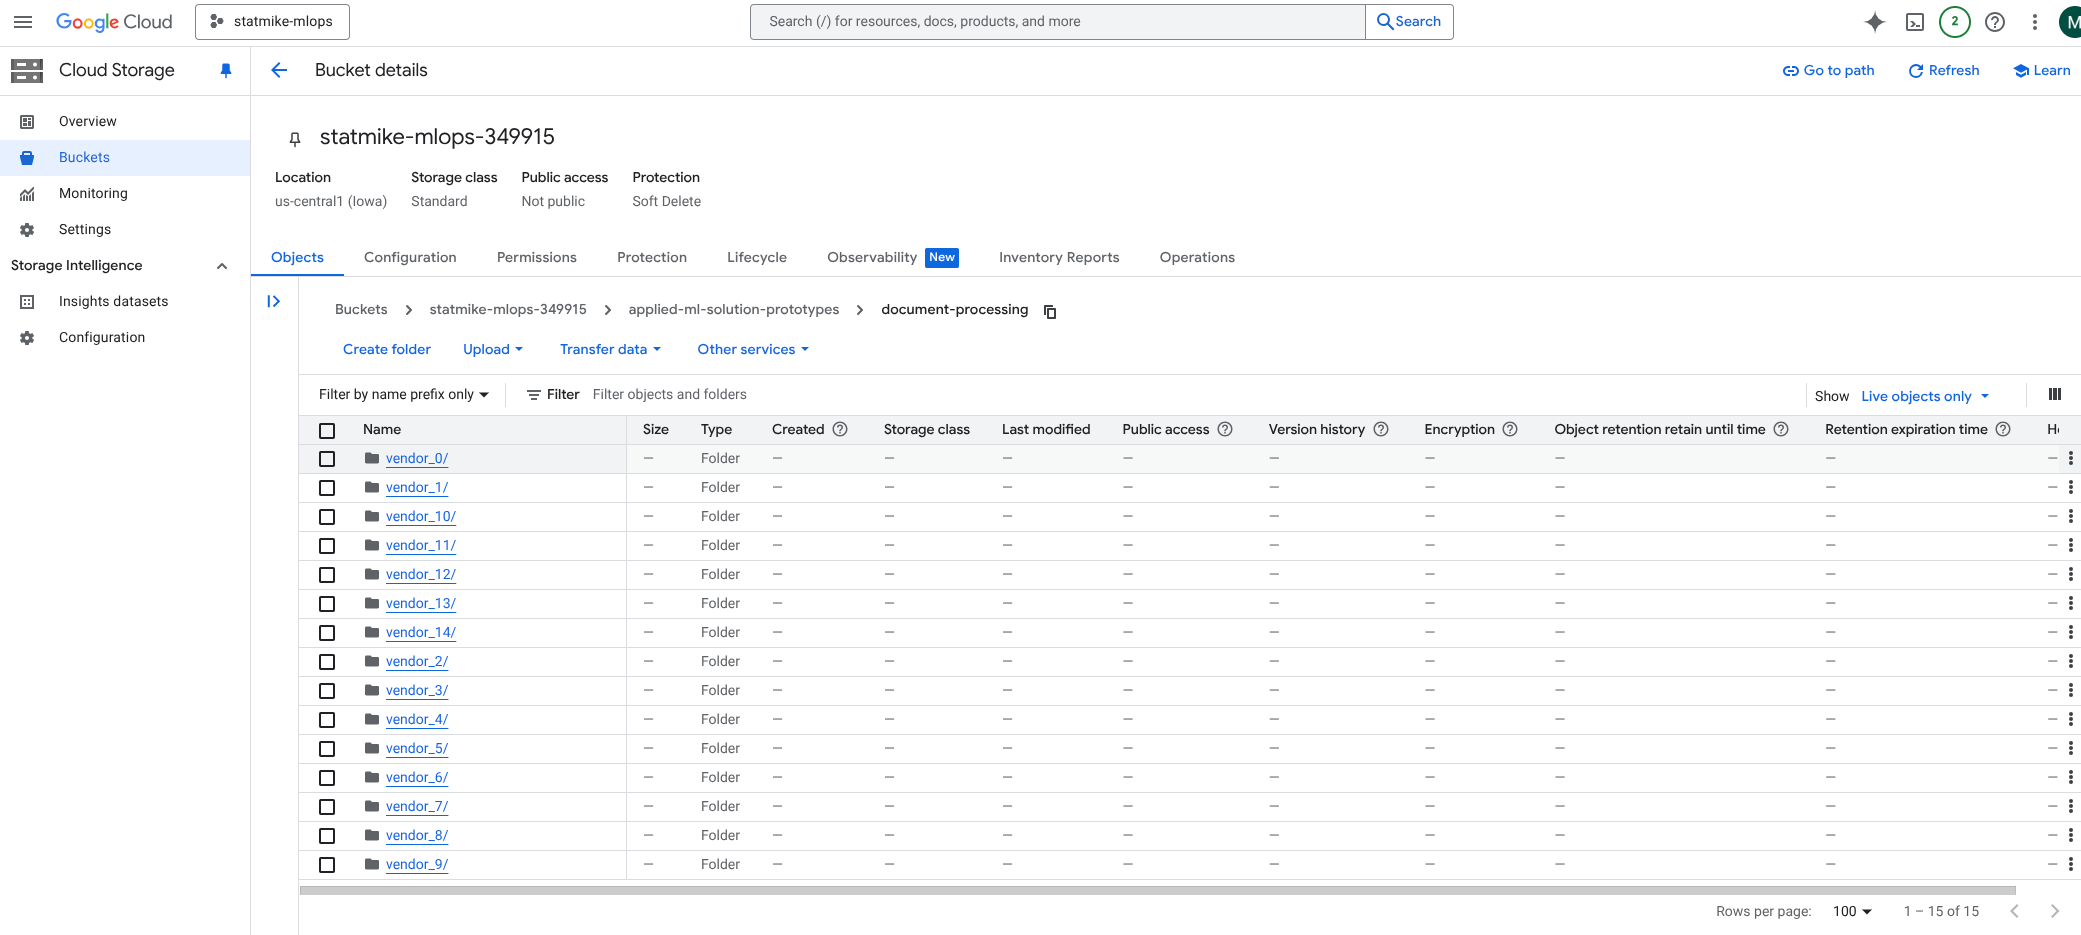 Google Cloud statmike-mlops Search (/) for resources, docs, products, and more Search 2 M
Cloud Storage Bucket details Go to path Refresh Learn
Overview
Buckets
Monitoring
Settings
Storage Intelligence
Insights datasets
Configuration
statmike-mlops-349915
Location Storage class Public access Protection
us-central1 (Iowa) Standard Not public Soft Delete
Objects Configuration Permissions Protection Lifecycle Observability New Inventory Reports Operations
Buckets > statmike-mlops-349915 > applied-ml-solution-prototypes > document-processing
Create folder Upload Transfer data Other services
Filter by name prefix only Filter Filter objects and folders Show Live objects only
Name Size Type Created Storage class Last modified Public access Version history Encryption Object retention retain until time Retention expiration time
vendor_0/ — Folder — — — — — — — — —
vendor_1/ — Folder — — — — — — — — —
vendor_10/ — Folder — — — — — — — — —
vendor_11/ — Folder — — — — — — — — —
vendor_12/ — Folder — — — — — — — — —
vendor_13/ — Folder — — — — — — — — —
vendor_14/ — Folder — — — — — — — — —
vendor_2/ — Folder — — — — — — — — —
vendor_3/ — Folder — — — — — — — — —
vendor_4/ — Folder — — — — — — — — —
vendor_5/ — Folder — — — — — — — — —
vendor_6/ — Folder — — — — — — — — —
vendor_7/ — Folder — — — — — — — — —
vendor_8/ — Folder — — — — — — — — —
vendor_9/ — Folder — — — — — — — — —
Rows per page: 100 1 – 15 of 15